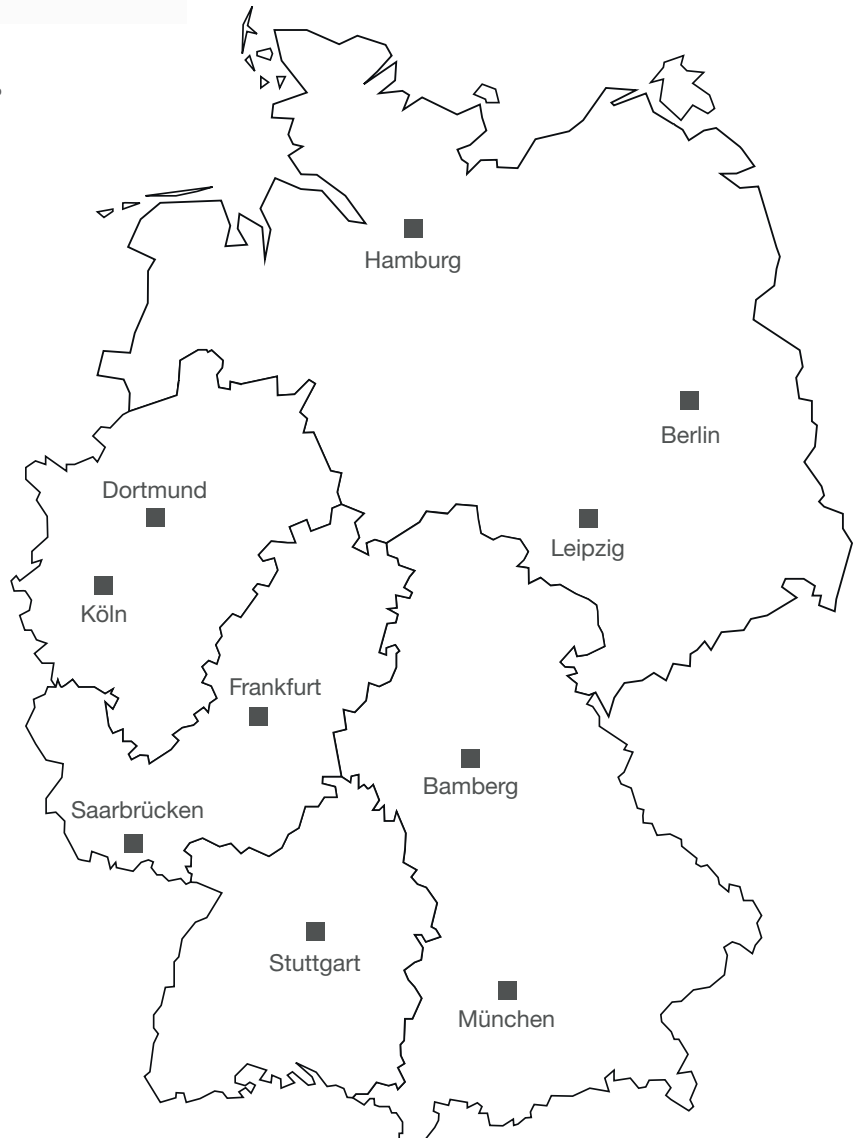 Hamburg
Berlin
Dortmund
Leipzig
Köln
Frankfurt
Bamberg
Saarbrücken
Stuttgart
München